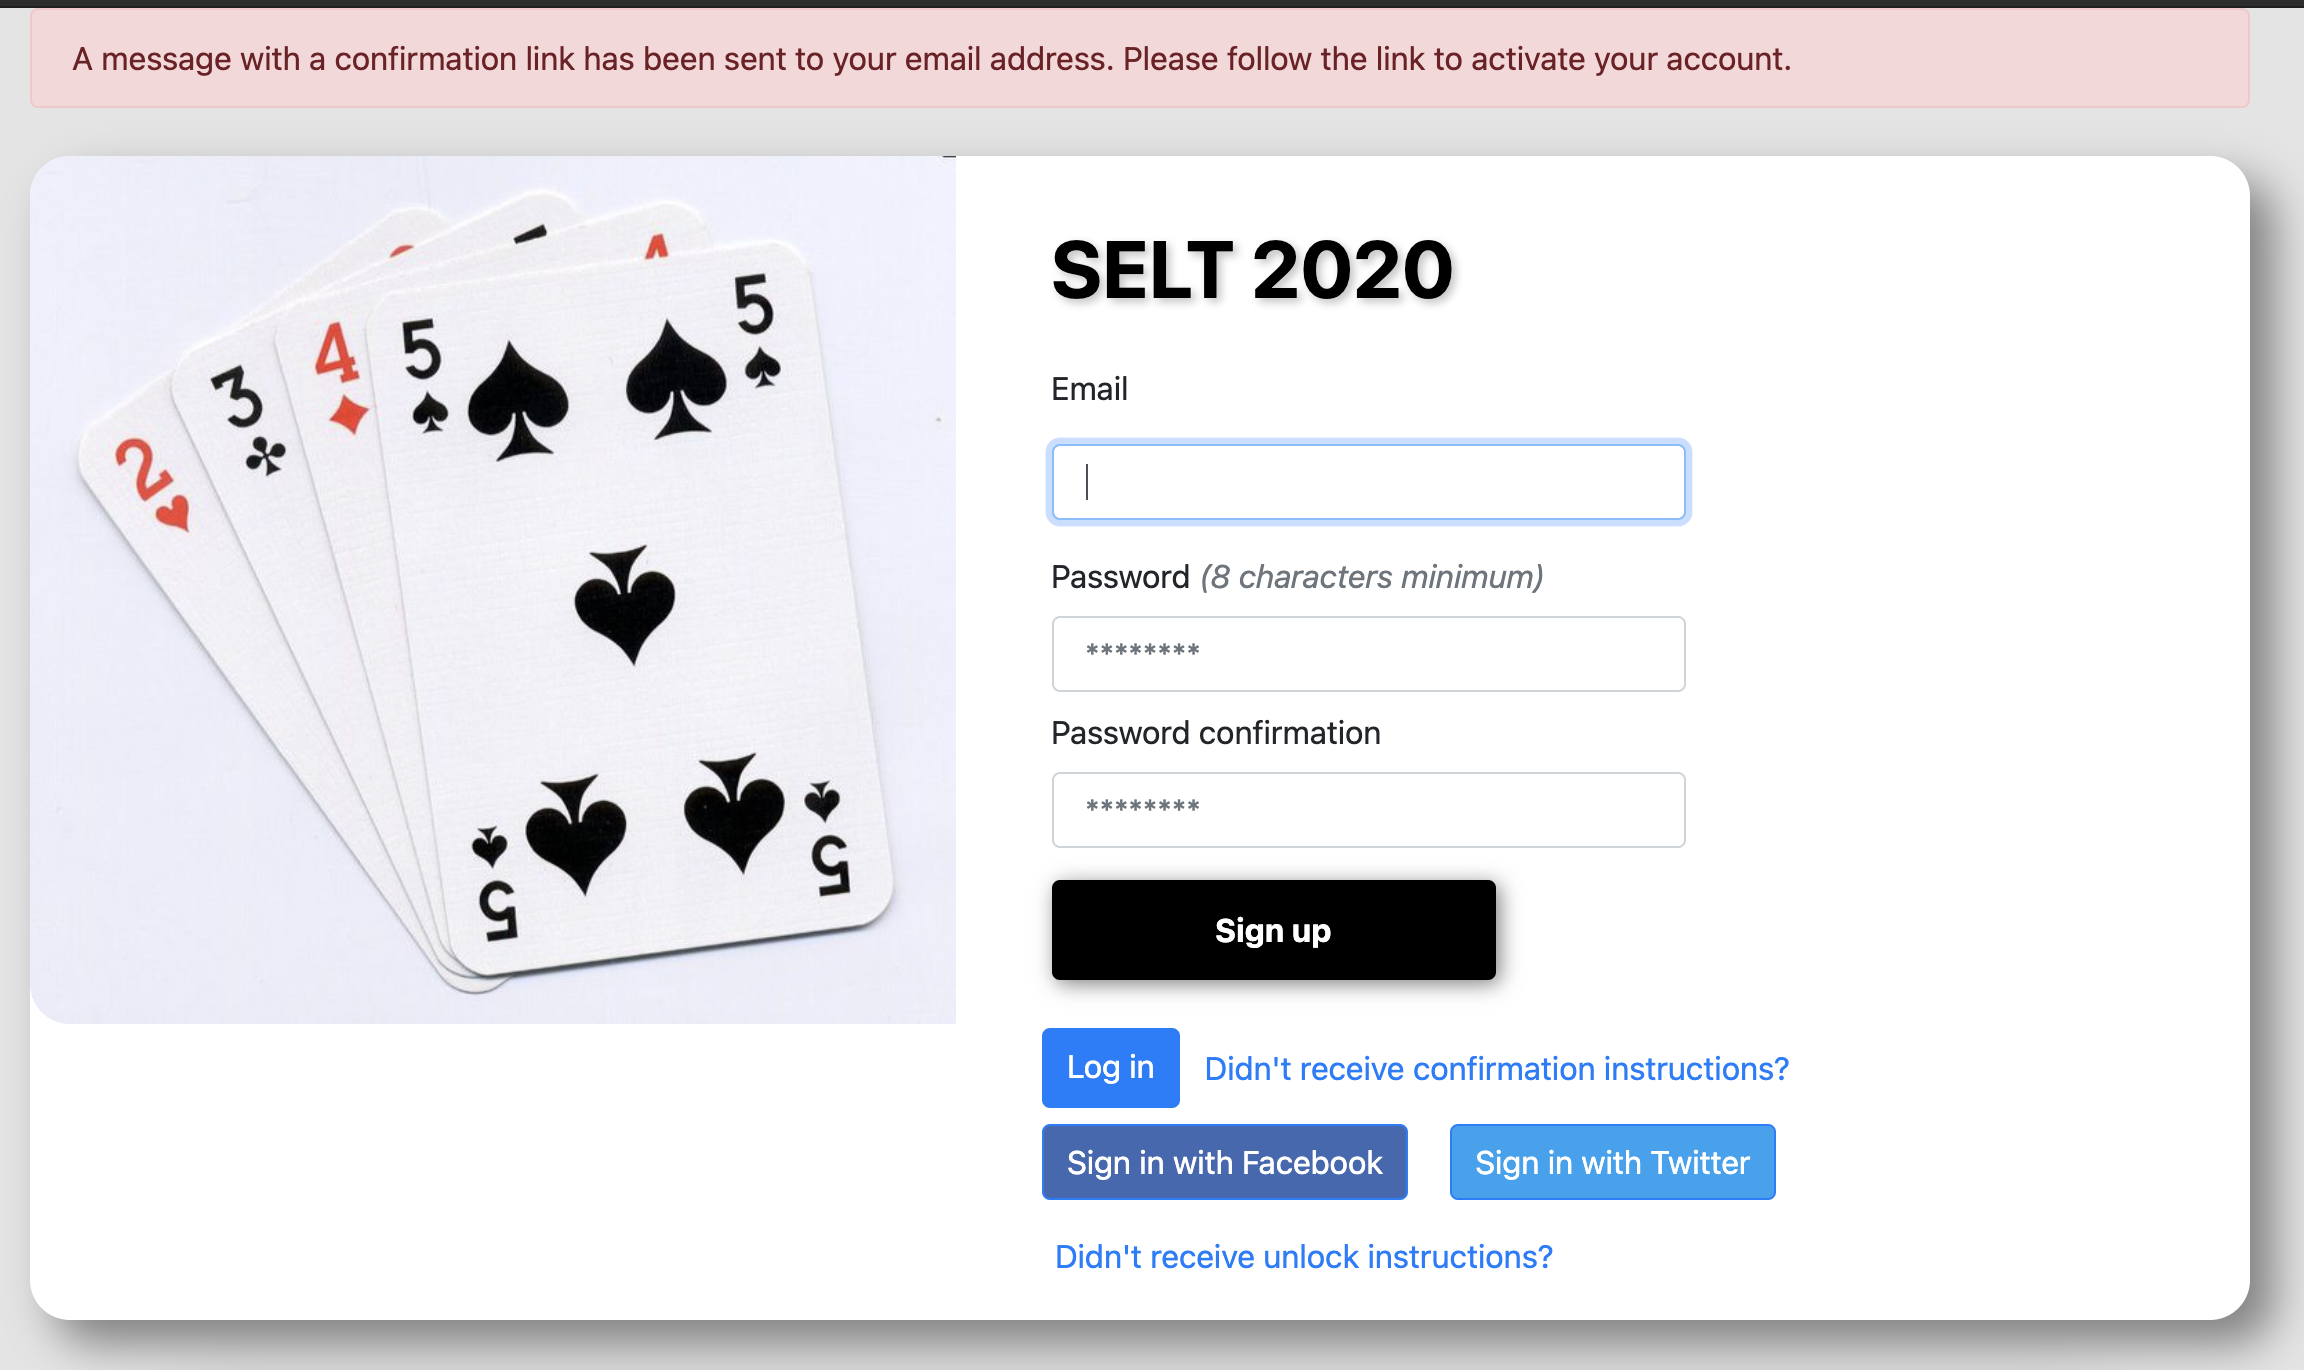 A message with a confirmation link has been sent to your email address. Please follow the link to activate your account.
2
3
4
5
5
5
5
SELT 2020
Email
Password (8 characters minimum)
********
Password confirmation
********
Sign up
Log in
Didn't receive confirmation instructions?
Sign in with Facebook
Sign in with Twitter
Didn't receive unlock instructions?